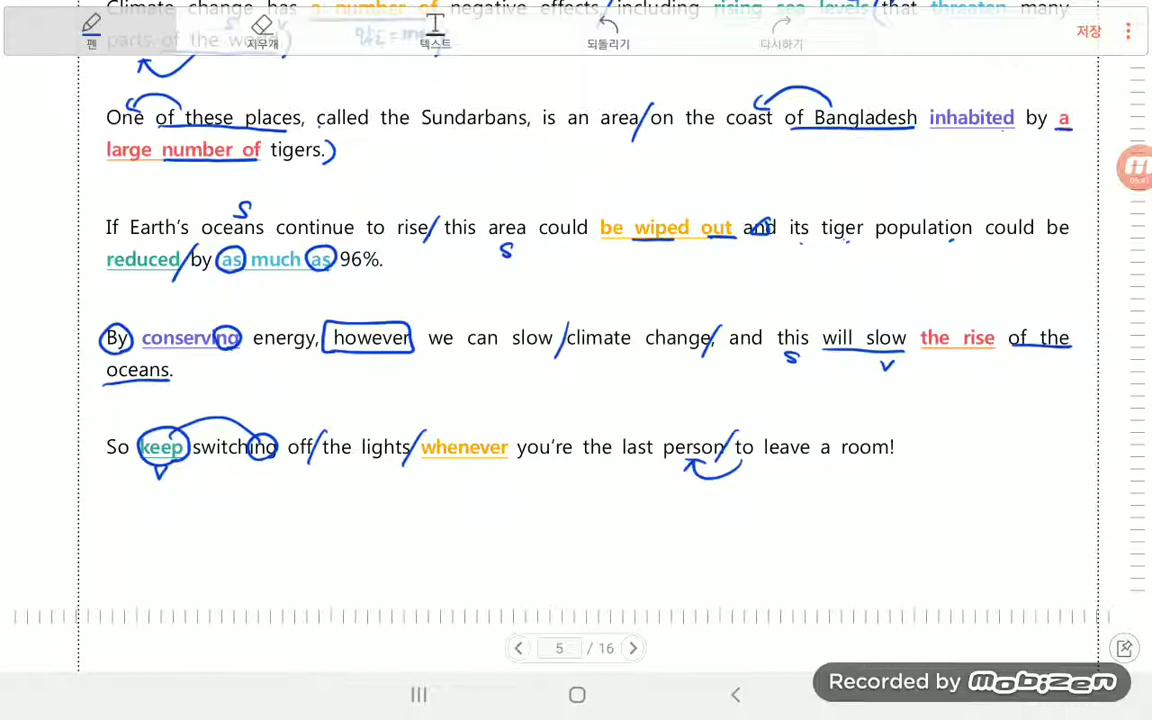 Climate change has a number of negative effects/including rising sea levels(that threaten many
s v
펜 지우개 텍스트 되돌리기 다시하기 저장
parts of the world)
One of these places, called the Sundarbans, is an area/on the coast of Bangladesh inhabited by a
large number of tigers.)
s
If Earth's oceans continue to rise/ this area could be wiped out and its tiger population could be
s
reduced/by as much as 96%.
By conserving energy, however we can slow/climate change,/ and this will slow the rise of the
s v
oceans.
So keep switching off/the lights/whenever you're the last person/to leave a room!
v
5 / 16
Recorded by mobizen